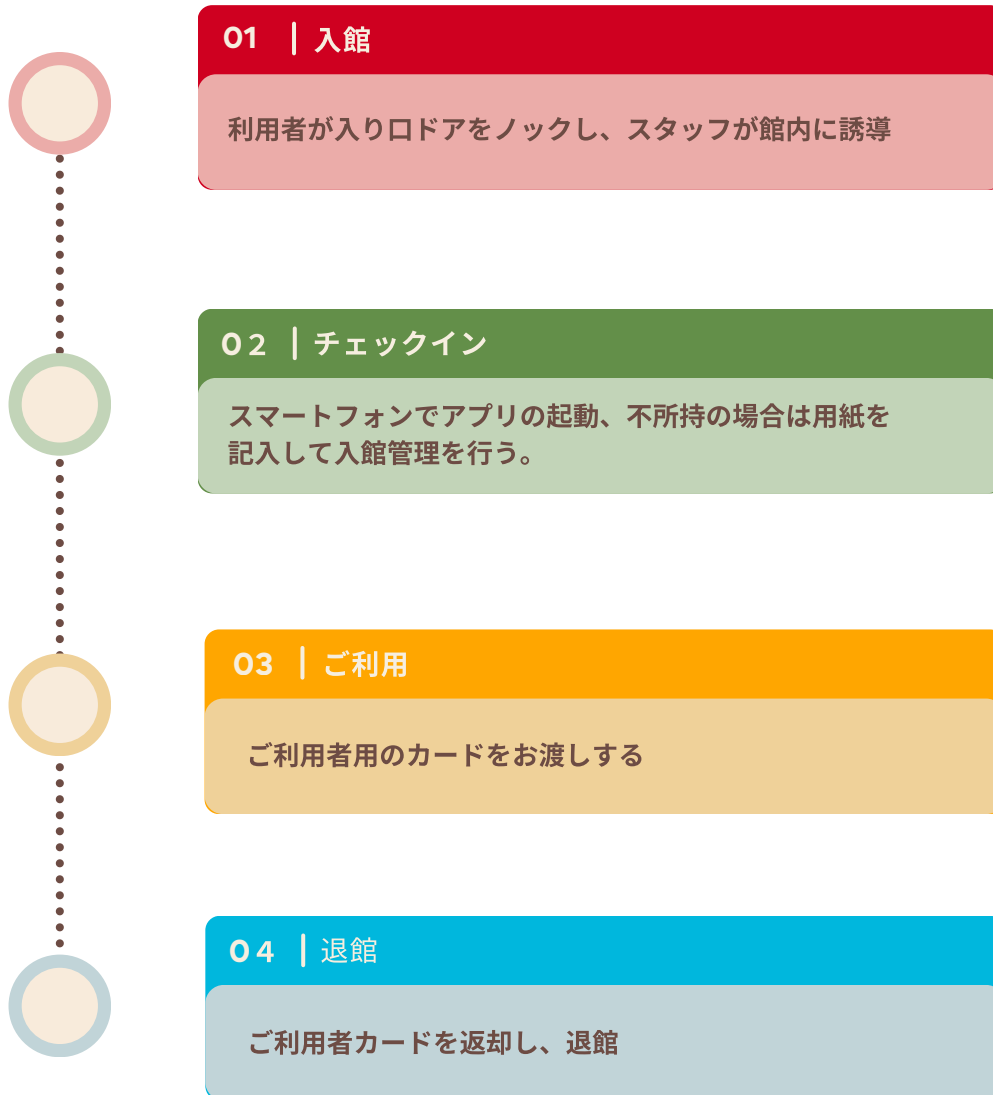 01 | 入館
利用者が入り口ドアをノックし、スタッフが館内に誘導
02 | チェックイン
スマートフォンでアプリの起動、不所持の場合は用紙を
記入して入館管理を行う。
03 | ご利用
ご利用者用のカードをお渡しする
04 | 退館
ご利用者カードを返却し、退館